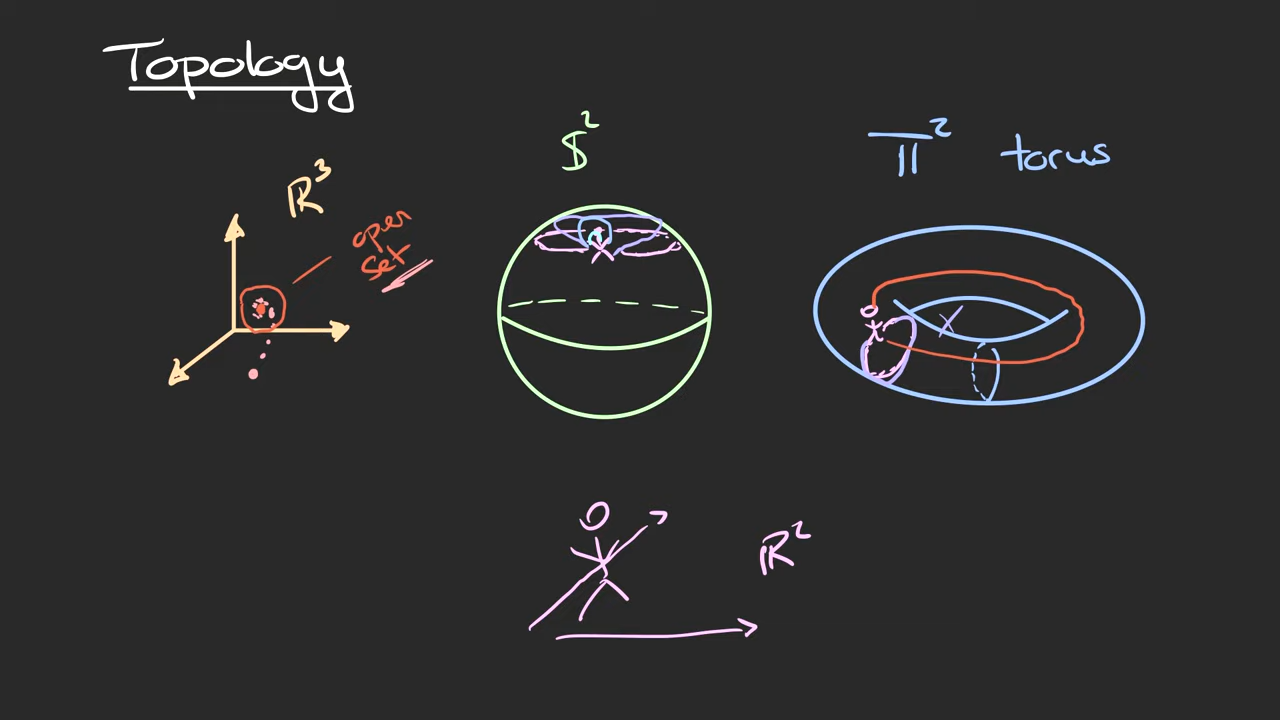 Topology
ℝ³
open
set
𝕊²
𝕋² torus
ℝ²